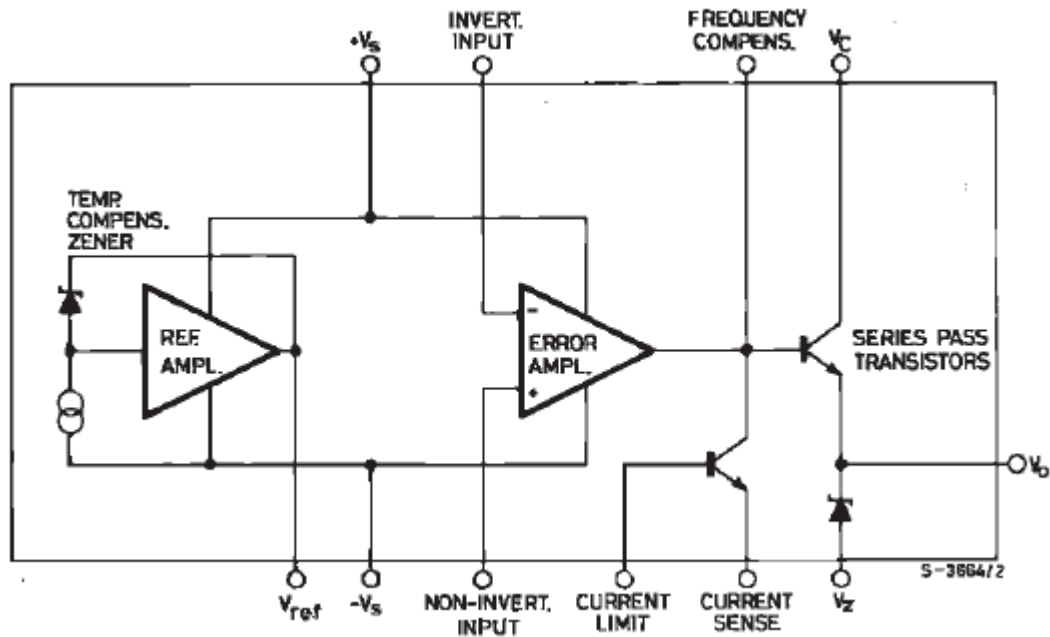 INVERT.
INPUT
FREQUENCY
COMPENS.
+Vs
Vc
TEMP.
COMPENS.
ZENER
REF.
AMPL.
-
ERROR
AMPL.
+
SERIES PASS
TRANSISTORS
Vo
S-3664/2
Vref
-Vs
NON-INVERT.
INPUT
CURRENT
LIMIT
CURRENT
SENSE
Vz